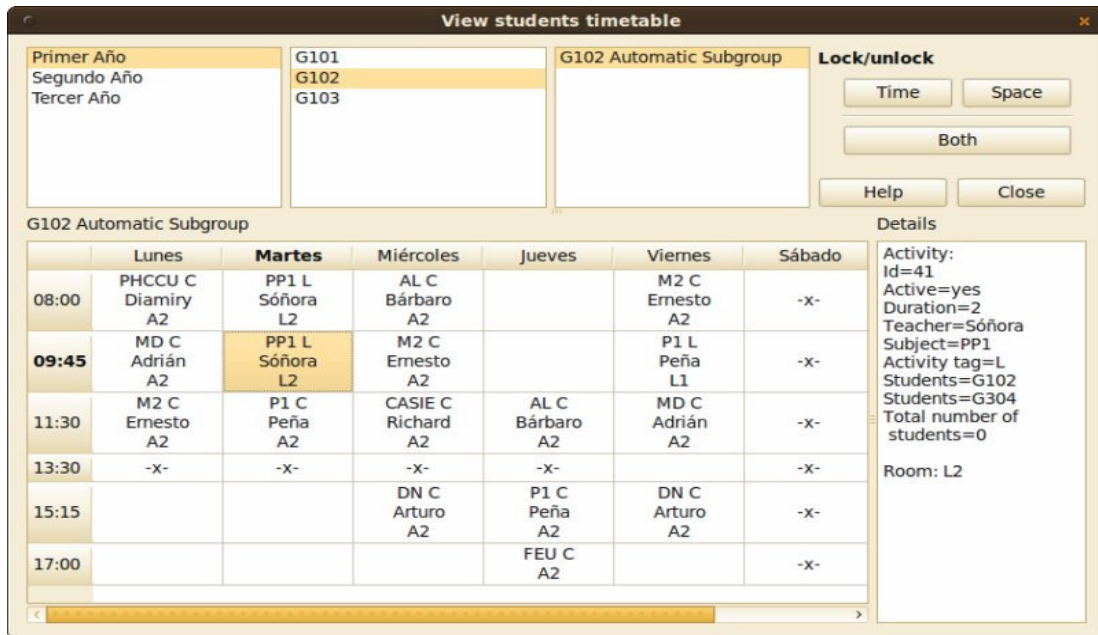 View students timetable
Primer Año
Segundo Año
Tercer Año
G101
G102
G103
G102 Automatic Subgroup
Lock/unlock
Time Space
Both
Help Close
G102 Automatic Subgroup
Lunes Martes Miércoles Jueves Viernes Sábado
08:00
PHCCU C
Diamiry
A2
PP1 L
Sóñora
L2
AL C
Bárbaro
A2
M2 C
Ernesto
A2
-x-
09:45
MD C
Adrián
A2
PP1 L
Sóñora
L2
M2 C
Ernesto
A2
P1 L
Peña
L1
-x-
11:30
M2 C
Ernesto
A2
P1 C
Peña
A2
CASIE C
Richard
A2
AL C
Bárbaro
A2
MD C
Adrián
A2
-x-
13:30 -x- -x- -x- -x- -x-
15:15
DN C
Arturo
A2
P1 C
Peña
A2
DN C
Arturo
A2
-x-
17:00
FEU C
A2
-x-
Details
Activity:
Id=41
Active=yes
Duration=2
Teacher=Sóñora
Subject=PP1
Activity tag=L
Students=G102
Students=G304
Total number of
students=0
Room: L2